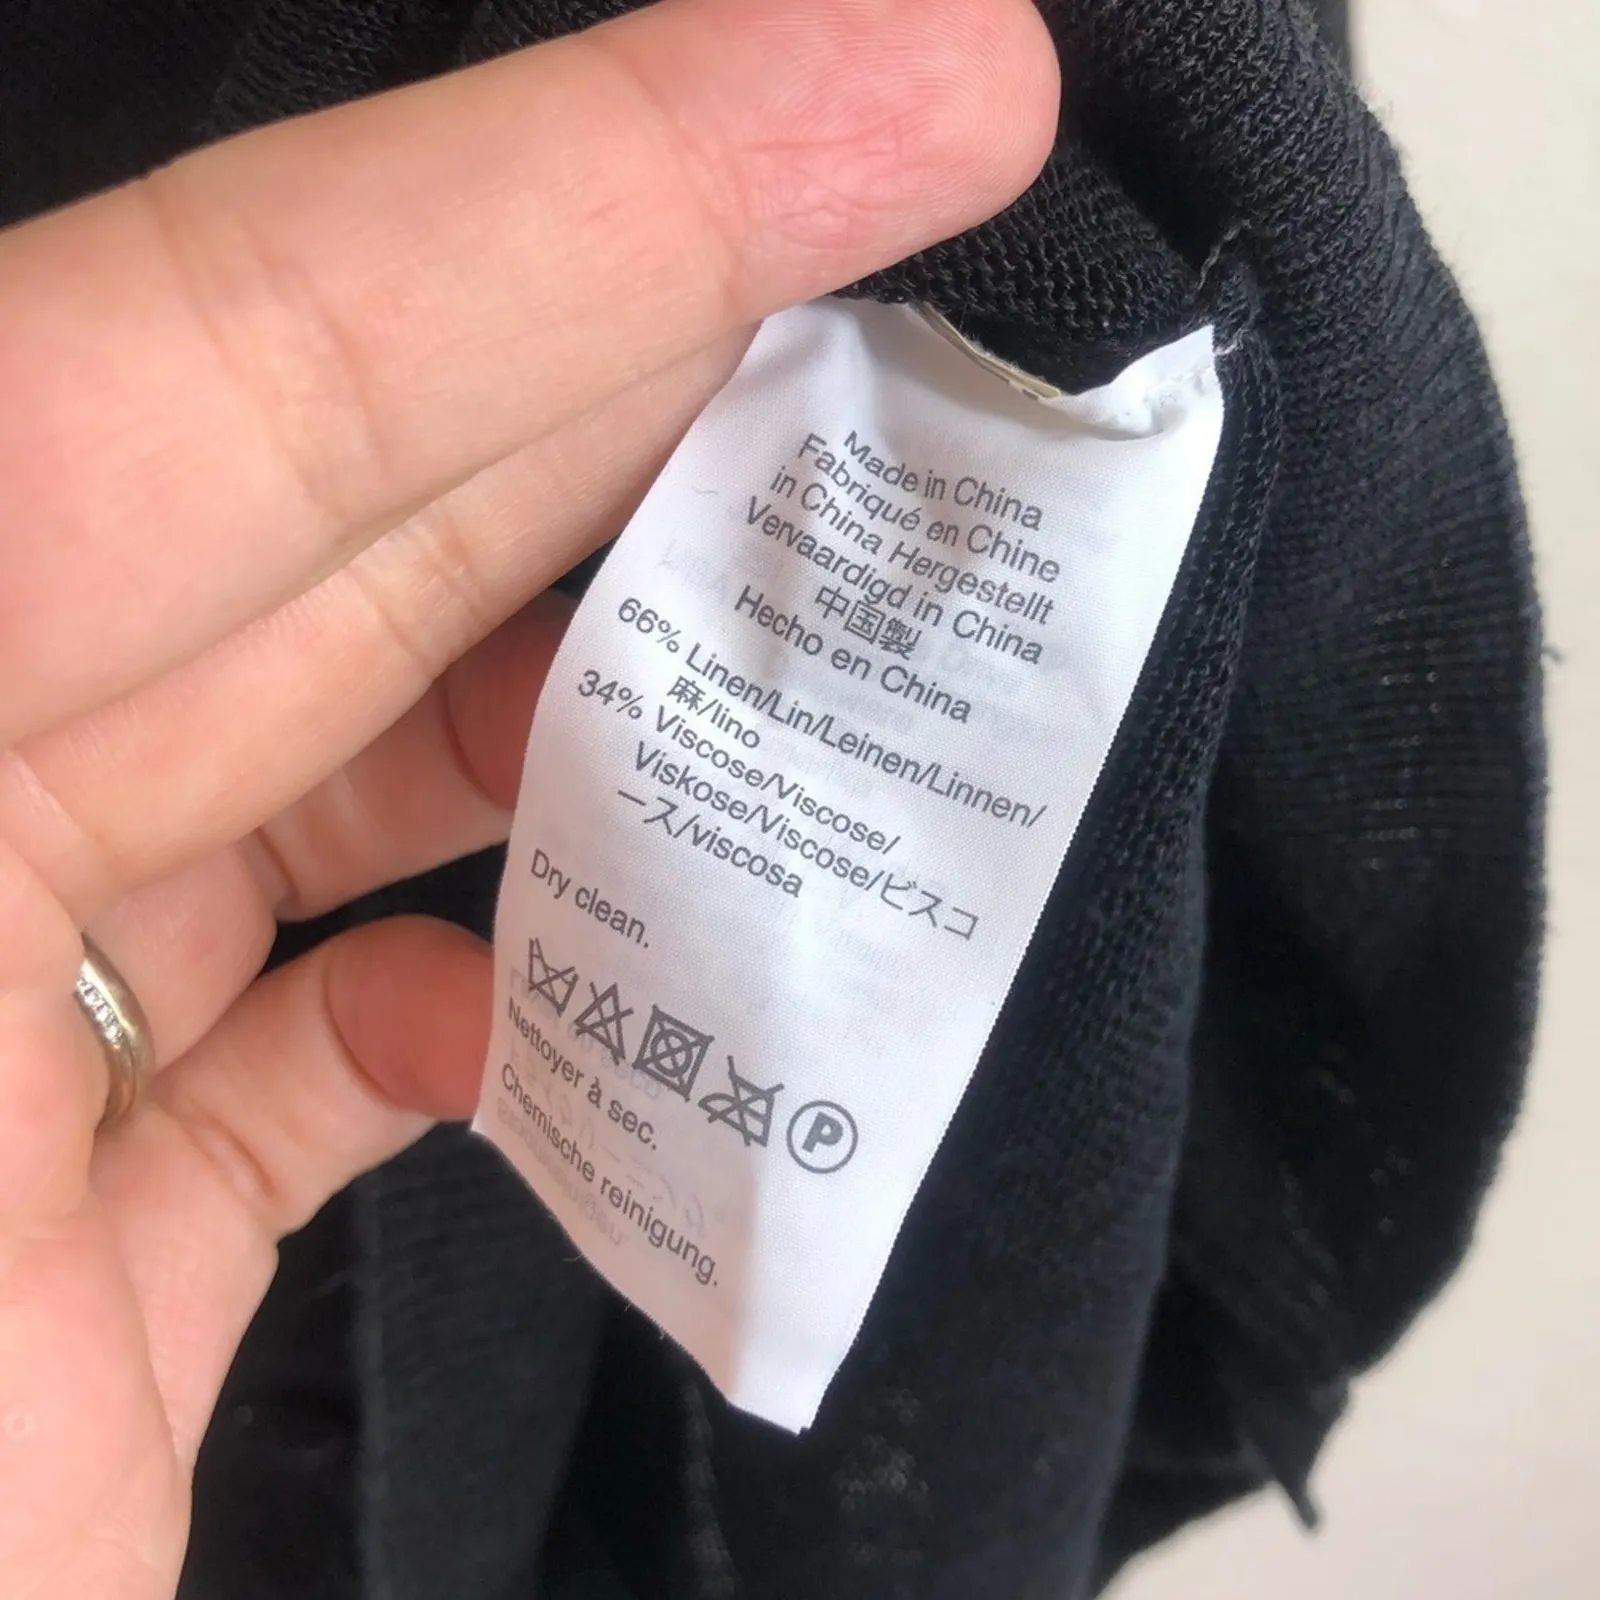 Made in China
Fabriqué en Chine
in China Hergestellt
Vervaardigd in China
中国製
Hecho en China
66% Linen/Lin/Leinen/Linnen/
麻/lino
34% Viscose/Viscose/
Viskose/Viscose/ビスコ
ース/viscosa
Dry clean.
P
Nettoyer à sec.
Chemische reinigung.